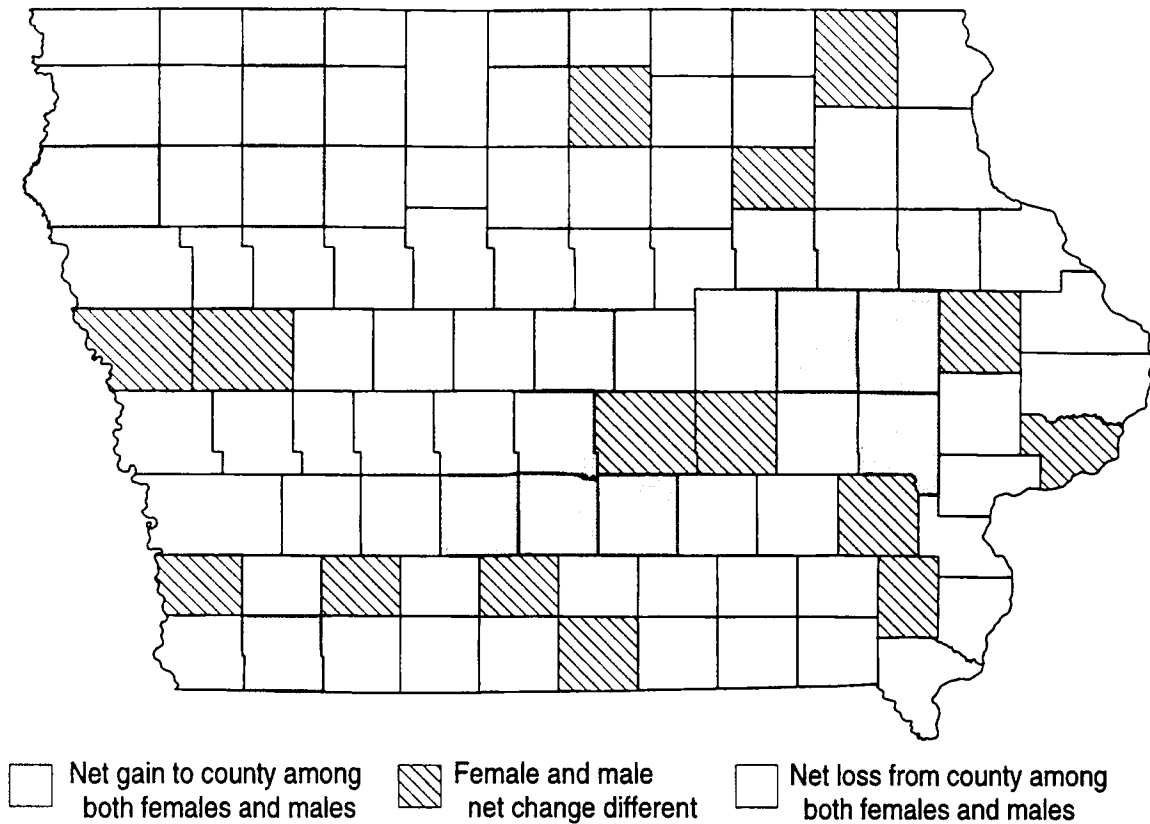 Net gain to county among
both females and males
Female and male
net change different
Net loss from county among
both females and males